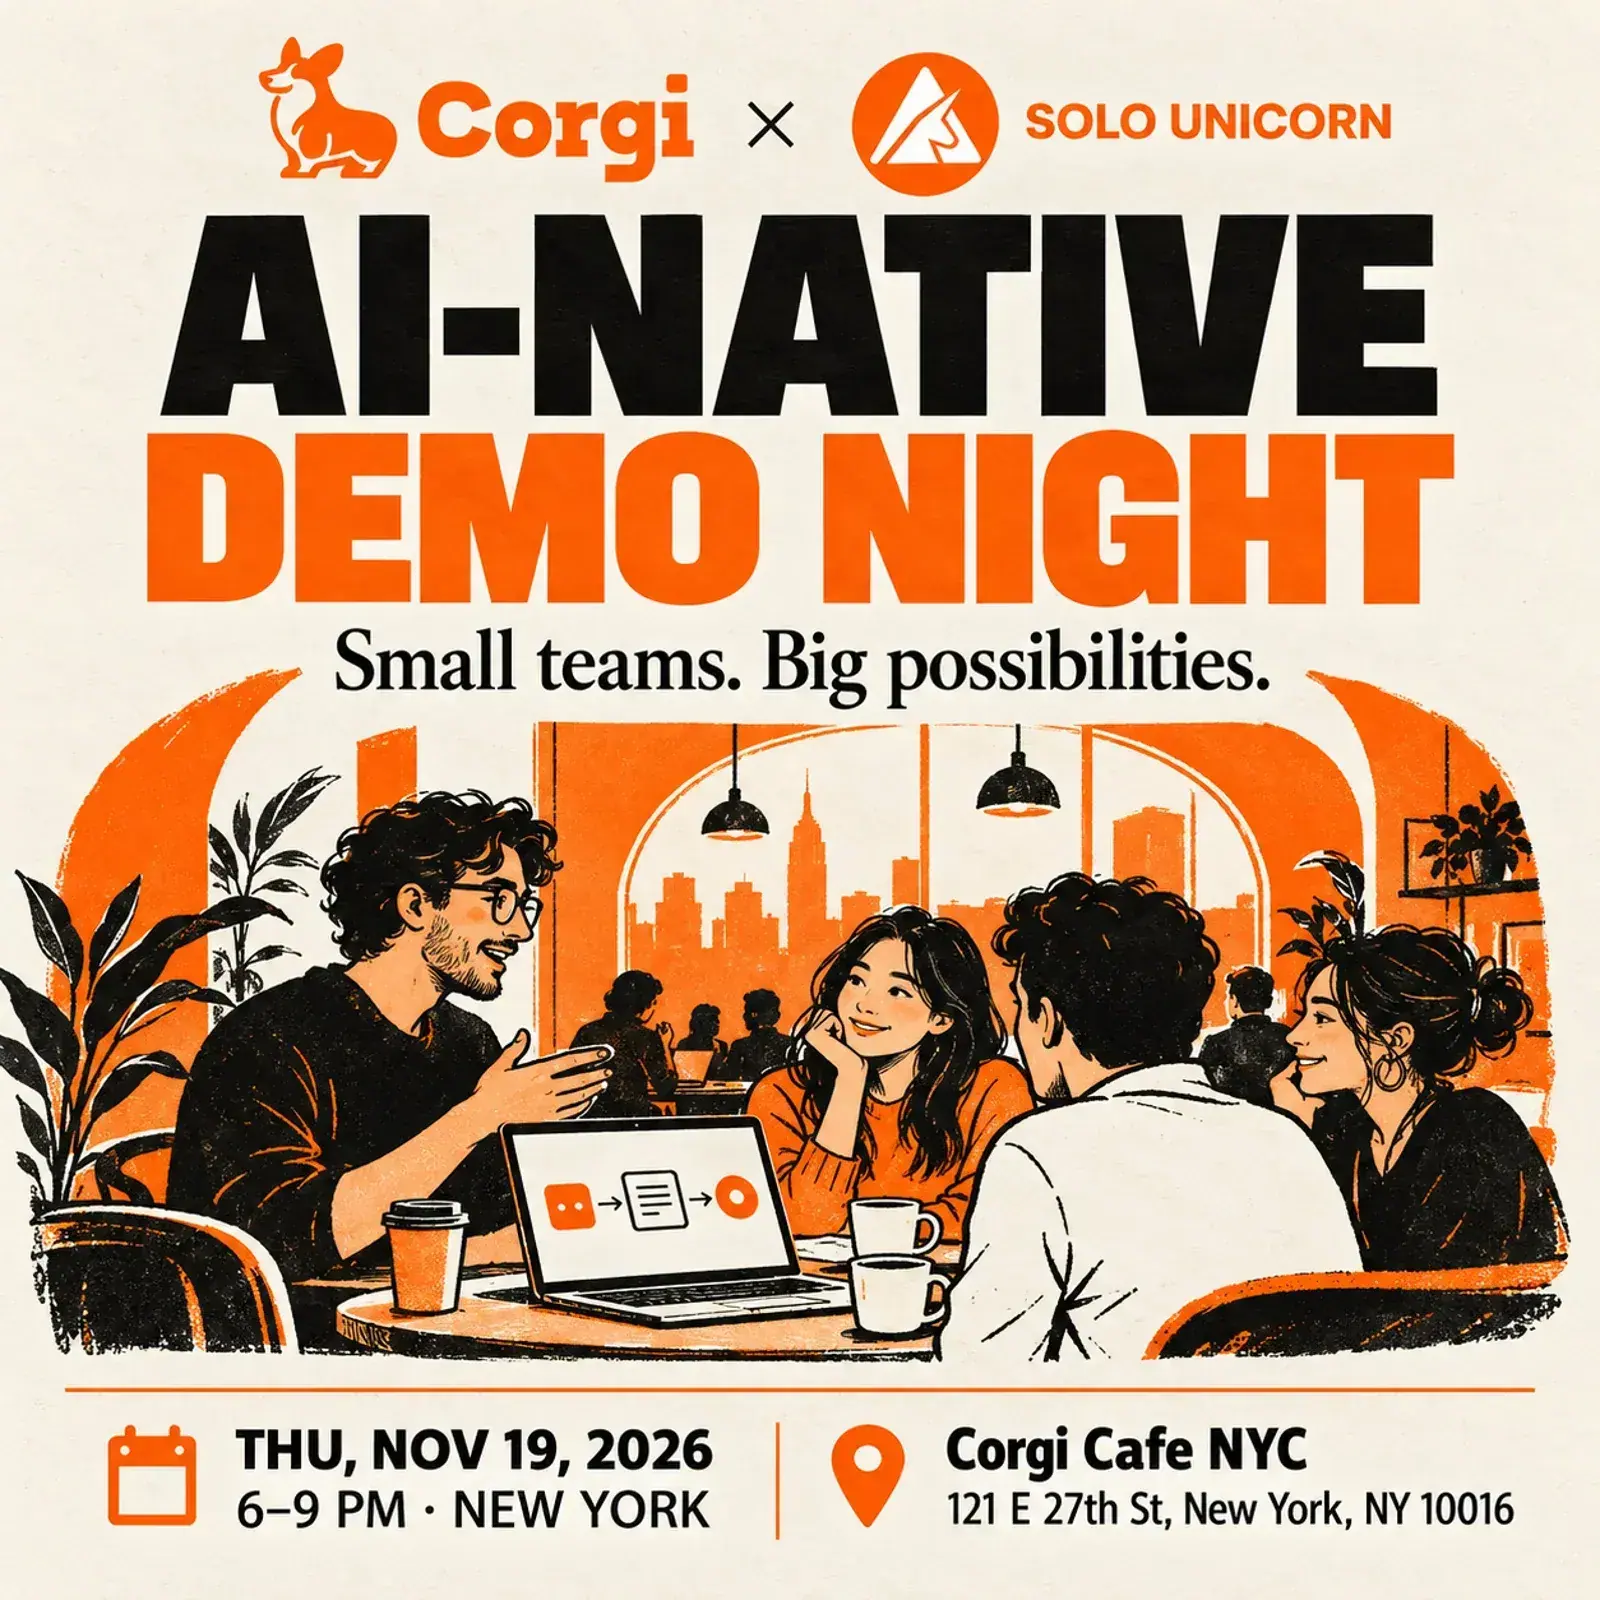 Corgi × SOLO UNICORN
AI-NATIVE
DEMO NIGHT
Small teams. Big possibilities.
THU, NOV 19, 2026
6–9 PM · NEW YORK
Corgi Cafe NYC
121 E 27th St, New York, NY 10016